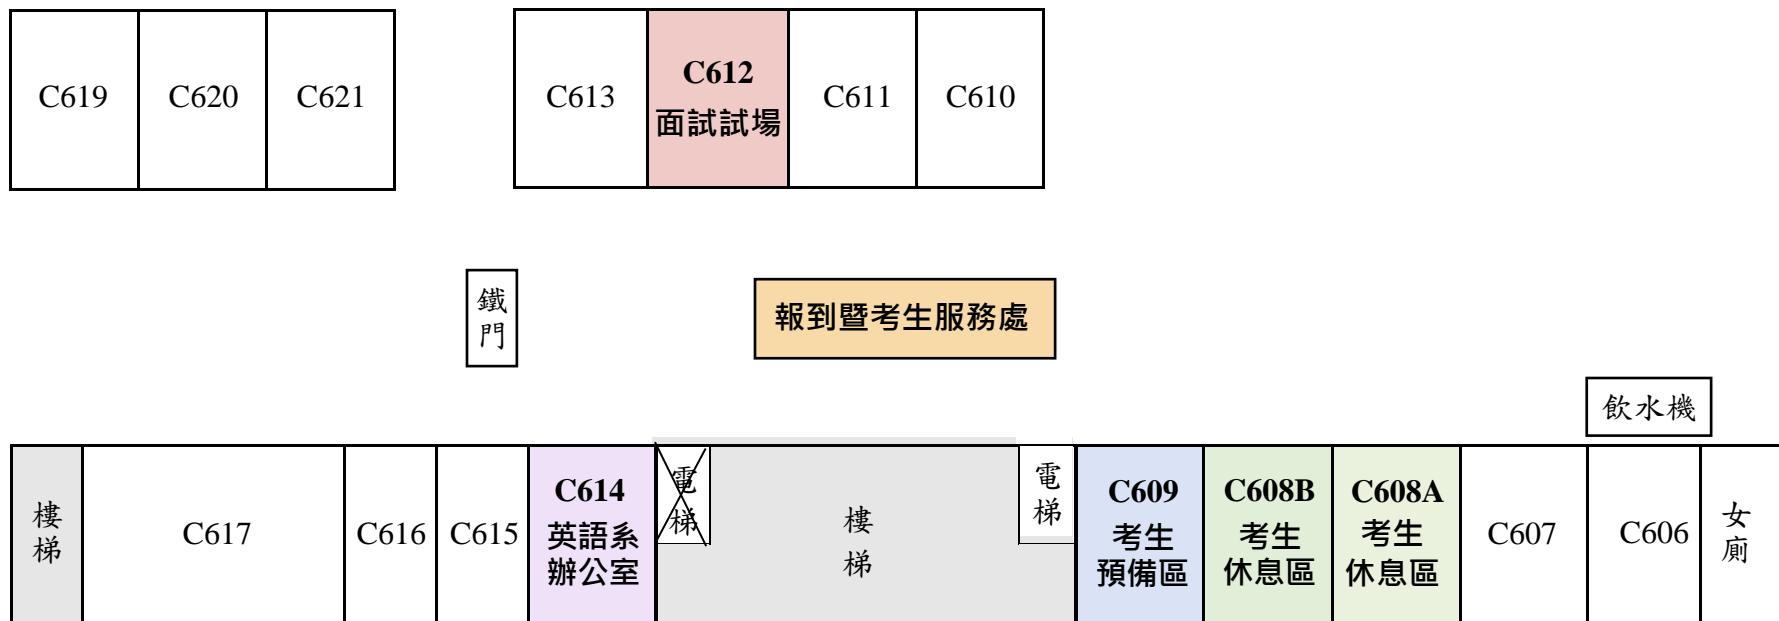 C619
C620
C621
C613
C612
面試試場
C611
C610
鐵
門
報到暨考生服務處
飲水機
樓
梯
C617
C616
C615
C614
英語系
辦公室
電
梯
樓
梯
電
梯
C609
考生
預備區
C608B
考生
休息區
C608A
考生
休息區
C607
C606
女
廁